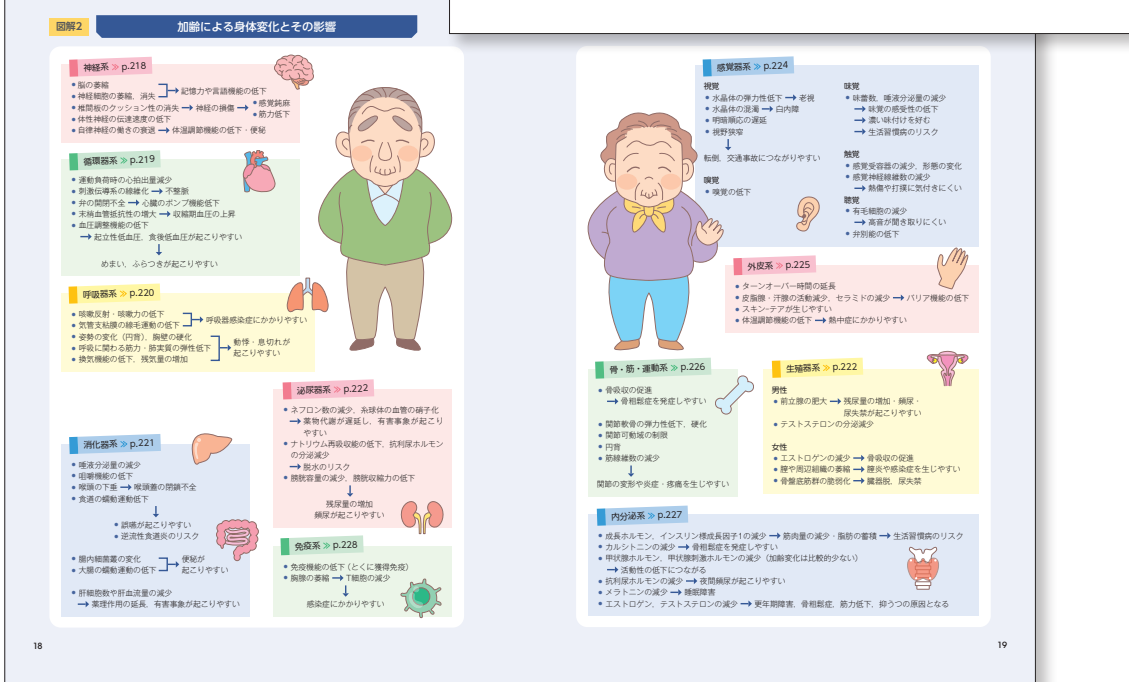 図解2 加齢による身体変化とその影響
神経系 ≫ p.218
• 脳の萎縮
• 神経細胞の萎縮、消失 → 記憶力や言語機能の低下
• 椎間板のクッション性の消失 → 神経の損傷 → • 感覚鈍麻
• 筋力低下
• 体性神経の伝達速度の低下
• 自律神経の働きの衰退 → 体温調節機能の低下・便秘
循環器系 ≫ p.219
• 運動負荷時の心拍出量減少
• 刺激伝導系の線維化 → 不整脈
• 弁の開閉不全 → 心臓のポンプ機能低下
• 末梢血管抵抗性の増大 → 収縮期血圧の上昇
• 血圧調整機能の低下
→ 起立性低血圧、食後低血圧が起こりやすい
↓
めまい、ふらつきが起こりやすい
呼吸器系 ≫ p.220
• 咳嗽反射・咳嗽力の低下
• 気管支粘膜の線毛運動の低下 → 呼吸器感染症にかかりやすい
• 姿勢の変化（円背）、胸壁の硬化
• 呼吸に関わる筋力・肺実質の弾性低下
• 換気機能の低下、残気量の増加 → 動悸・息切れが
起こりやすい
消化器系 ≫ p.221
• 唾液分泌量の減少
• 咀嚼機能の低下
• 喉頭の下垂 → 喉頭蓋の閉鎖不全
• 食道の蠕動運動低下
↓
• 誤嚥が起こりやすい
• 逆流性食道炎のリスク
• 腸内細菌叢の変化
• 大腸の蠕動運動の低下 → 便秘が
起こりやすい
• 肝細胞数や肝血流量の減少
→ 薬理作用の延長、有害事象が起こりやすい
泌尿器系 ≫ p.222
• ネフロン数の減少、糸球体の血管の硝子化
→ 薬物代謝が遅延し、有害事象が起こり
やすい
• ナトリウム再吸収能の低下、抗利尿ホルモン
の分泌減少
→ 脱水のリスク
• 膀胱容量の減少、膀胱収縮力の低下
↓
残尿量の増加
頻尿が起こりやすい
免疫系 ≫ p.228
• 免疫機能の低下（とくに獲得免疫）
• 胸腺の萎縮 → T細胞の減少
↓
感染症にかかりやすい
18
感覚器系 ≫ p.224
視覚
• 水晶体の弾力性低下 → 老視
• 水晶体の混濁 → 白内障
• 明暗順応の遅延
• 視野狭窄
↓
転倒、交通事故につながりやすい
嗅覚
• 嗅覚の低下
味覚
• 味蕾数、唾液分泌量の減少
→ 味覚の感受性の低下
→ 濃い味付けを好む
→ 生活習慣病のリスク
触覚
• 感覚受容器の減少、形態の変化
• 感覚神経線維数の減少
→ 熱傷や打撲に気付きにくい
聴覚
• 有毛細胞の減少
→ 高音が聞き取りにくい
• 弁別能の低下
外皮系 ≫ p.225
• ターンオーバー時間の延長
• 皮脂腺・汗腺の活動減少、セラミドの減少 → バリア機能の低下
• スキン-テアが生じやすい
• 体温調節機能の低下 → 熱中症にかかりやすい
骨・筋・運動系 ≫ p.226
• 骨吸収の促進
→ 骨粗鬆症を発症しやすい
• 関節軟骨の弾力性低下、硬化
• 関節可動域の制限
• 円背
• 筋線維数の減少
↓
関節の変形や炎症・疼痛を生じやすい
生殖器系 ≫ p.222
男性
• 前立腺の肥大 → 残尿量の増加・頻尿・
尿失禁が起こりやすい
• テストステロンの分泌減少
女性
• エストロゲンの減少 → 骨吸収の促進
• 腟や周辺組織の萎縮 → 腟炎や感染症を生じやすい
• 骨盤底筋群の脆弱化 → 臓器脱、尿失禁
内分泌系 ≫ p.227
• 成長ホルモン、インスリン様成長因子1の減少 → 筋肉量の減少・脂肪の蓄積 → 生活習慣病のリスク
• カルシトニンの減少 → 骨粗鬆症を発症しやすい
• 甲状腺ホルモン、甲状腺刺激ホルモンの減少（加齢変化は比較的少ない）
→ 活動性の低下につながる
• 抗利尿ホルモンの減少 → 夜間頻尿が起こりやすい
• メラトニンの減少 → 睡眠障害
• エストロゲン、テストステロンの減少 → 更年期障害、骨粗鬆症、筋力低下、抑うつの原因となる
19